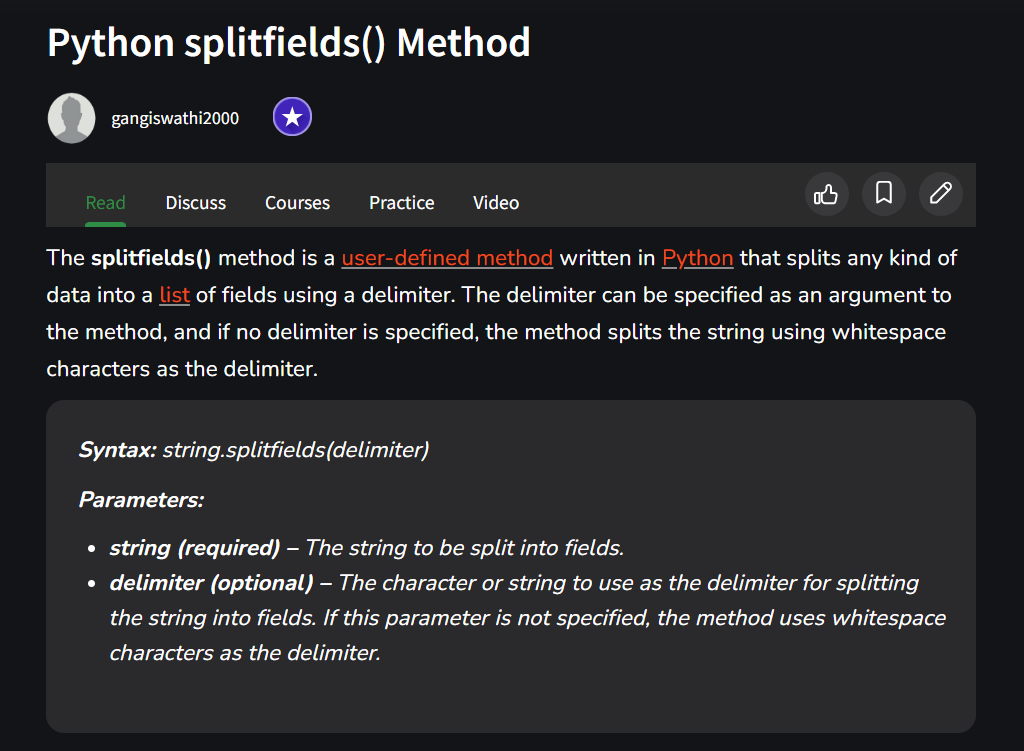 Python splitfields() Method
gangiswathi2000
Read Discuss Courses Practice Video
The splitfields() method is a user-defined method written in Python that splits any kind of
data into a list of fields using a delimiter. The delimiter can be specified as an argument to
the method, and if no delimiter is specified, the method splits the string using whitespace
characters as the delimiter.
Syntax: string.splitfields(delimiter)
Parameters:
• string (required) – The string to be split into fields.
• delimiter (optional) – The character or string to use as the delimiter for splitting
the string into fields. If this parameter is not specified, the method uses whitespace
characters as the delimiter.